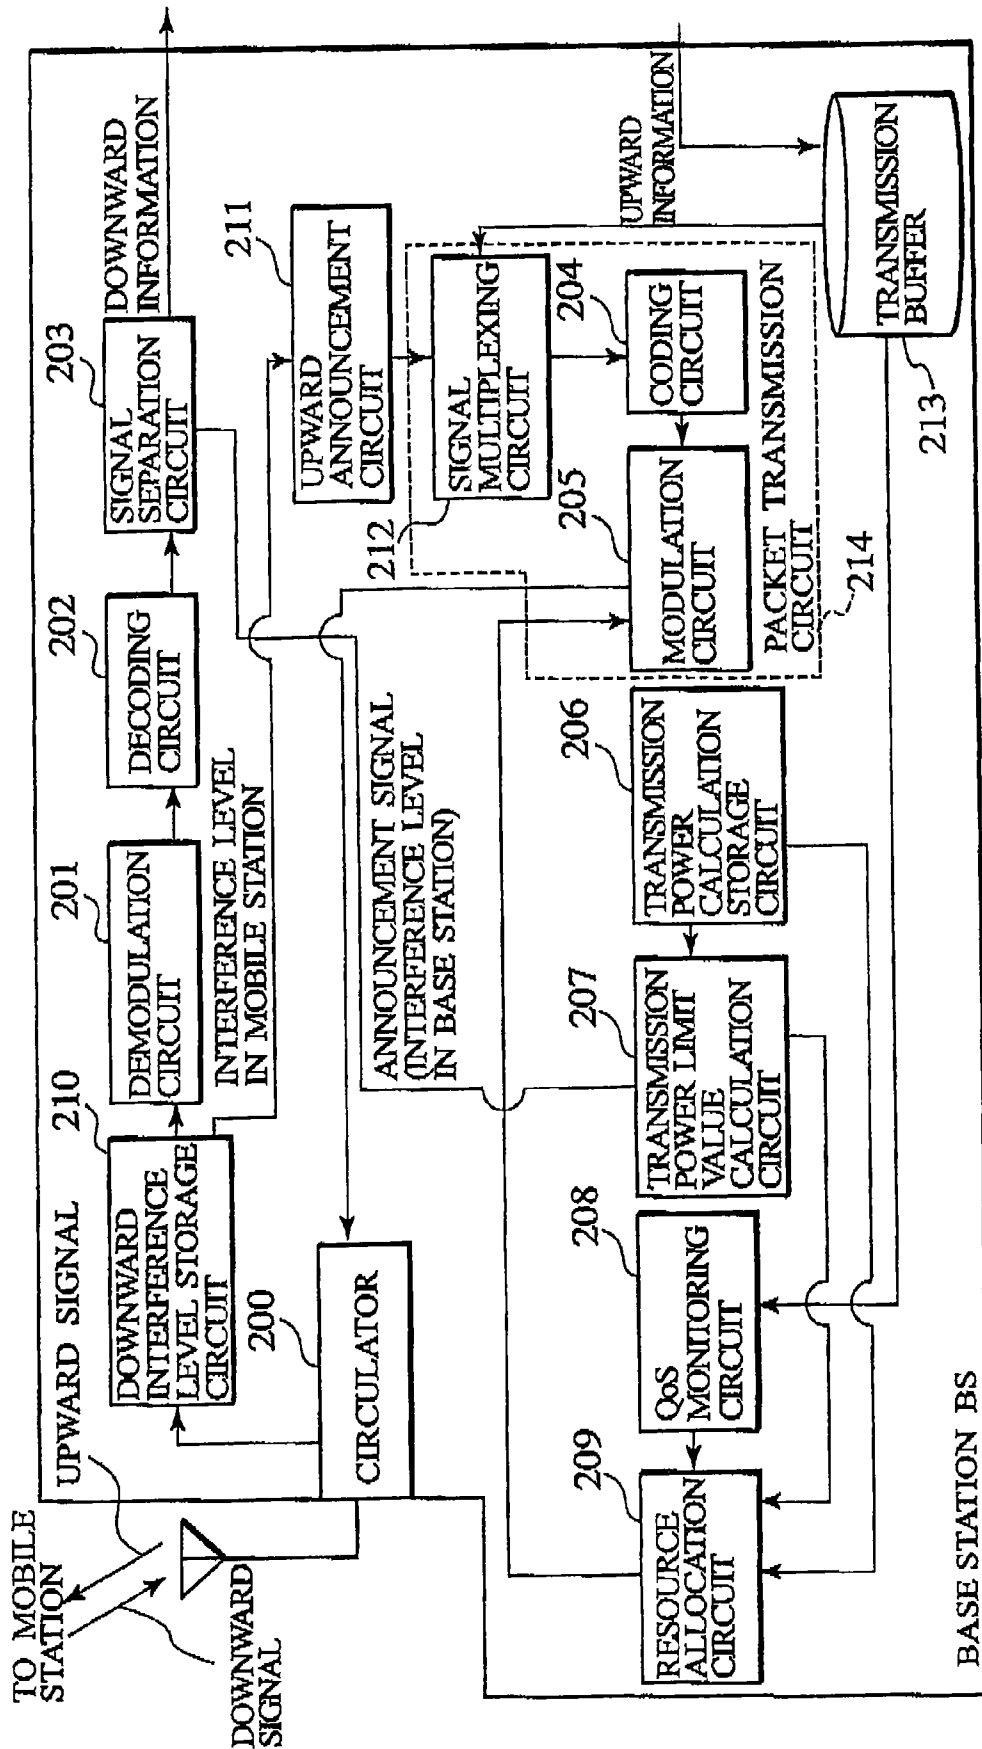 TO MOBILE
STATION
UPWARD SIGNAL
DOWNWARD
SIGNAL
210
DOWNWARD
INTERFERENCE
LEVEL STORAGE
CIRCUIT
201
DEMODULATION
CIRCUIT
202
DECODING
CIRCUIT
203
SIGNAL
SEPARATION
CIRCUIT
DOWNWARD
INFORMATION
INTERFERENCE LEVEL
IN MOBILE STATION
200
CIRCULATOR
ANNOUNCEMENT SIGNAL
(INTERFERENCE LEVEL
IN BASE STATION)
211
UPWARD
ANNOUNCEMENT
CIRCUIT
212
SIGNAL
MULTIPLEXING
CIRCUIT
UPWARD
INFORMATION
209
RESOURCE
ALLOCATION
CIRCUIT
208
QoS
MONITORING
CIRCUIT
207
TRANSMISSION
POWER LIMIT
VALUE
CALCULATION
CIRCUIT
206
TRANSMISSION
POWER
CALCULATION
STORAGE
CIRCUIT
205
MODULATION
CIRCUIT
204
CODING
CIRCUIT
PACKET TRANSMISSION
CIRCUIT
214
TRANSMISSION
BUFFER
213
BASE STATION BS